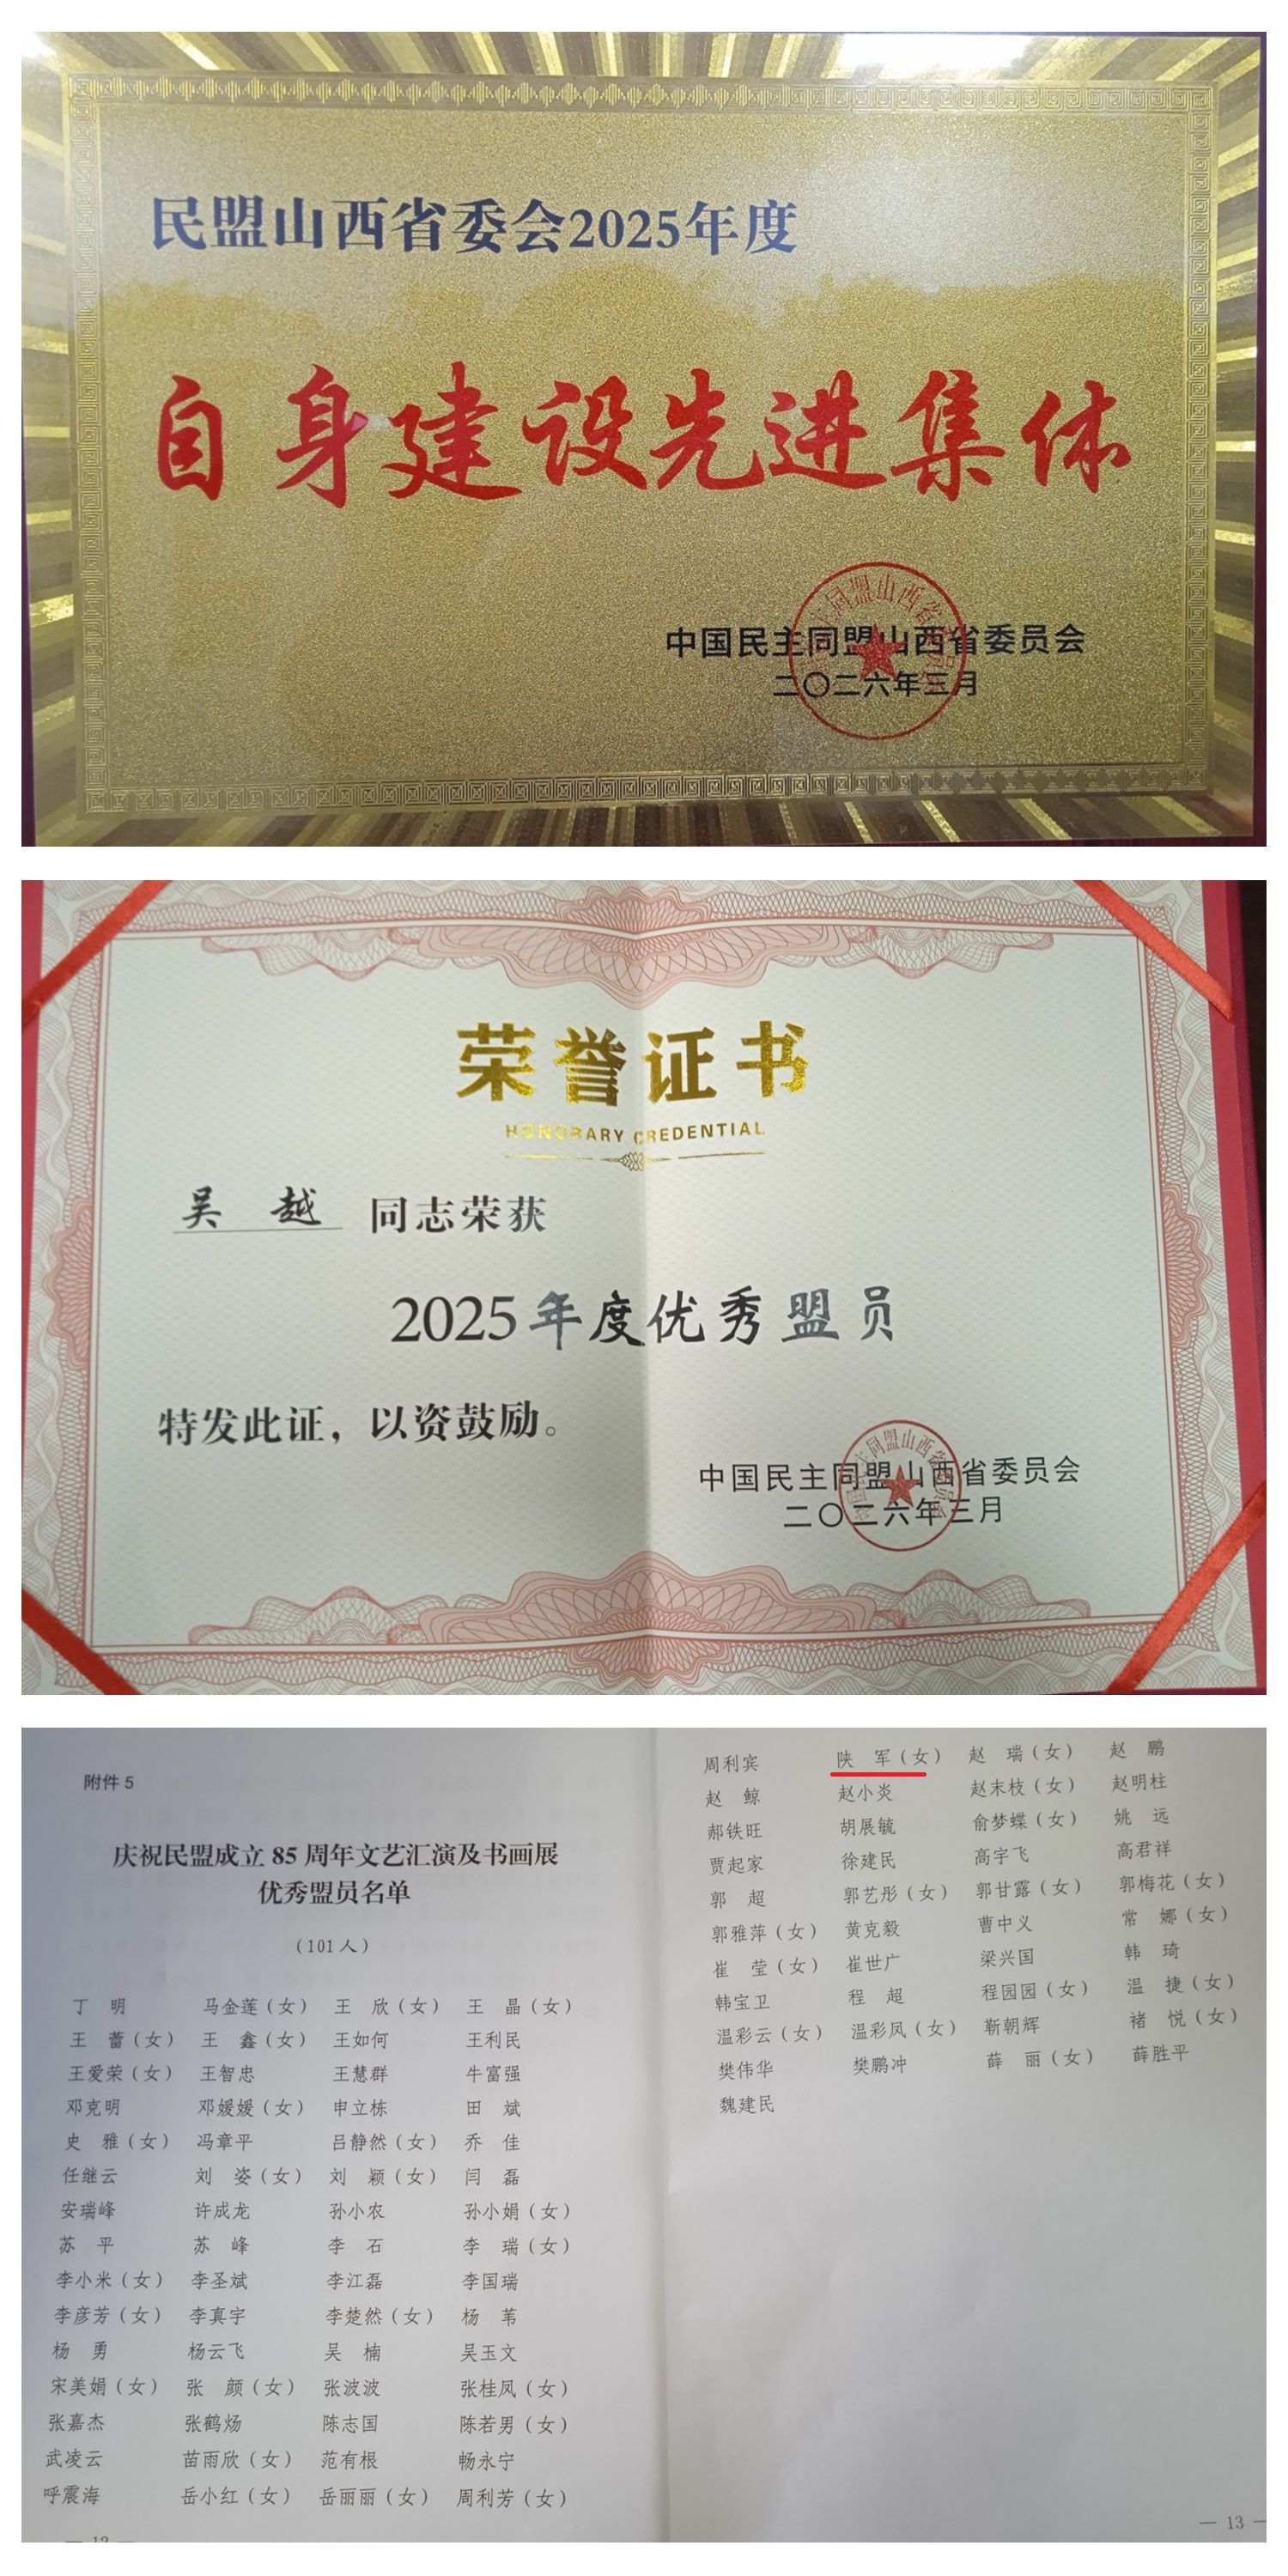 民盟山西省委会2025年度
自身建设先进集体
中国民主同盟山西省委员会
二〇二六年三月
荣誉证书
HONORARY CREDENTIAL
吴 越 同志荣获
2025年度优秀盟员
特发此证，以资鼓励。
中国民主同盟山西省委员会
二〇二六年三月
附件5
庆祝民盟成立85周年文艺汇演及书画展
优秀盟员名单
（101人）
丁 明 马金莲（女） 王 欣（女） 王 晶（女）
王 蕾（女） 王 鑫（女） 王如何 王利民
王爱荣（女） 王智忠 王慧群 牛富强
邓克明 邓媛媛（女） 申立栋 田 斌
史 雅（女） 冯章平 吕静然（女） 乔 佳
任继云 刘 姿（女） 刘 颖（女） 闫 磊
安瑞峰 许成龙 孙小农 孙小娟（女）
苏 平 苏 峰 李 石 李 瑞（女）
李小米（女） 李圣斌 李江磊 李国瑞
李彦芳（女） 李真宇 李楚然（女） 杨 苇
杨 勇 杨云飞 吴 楠 吴玉文
宋美娟（女） 张 颜（女） 张波波 张桂凤（女）
张嘉杰 张鹤炀 陈志国 陈若男（女）
武凌云 苗雨欣（女） 范有根 畅永宁
呼震海 岳小红（女） 岳丽丽（女） 周利芳（女）
周利宾 陕 军（女） 赵 瑞（女） 赵 鹏
赵 鲸 赵小炎 赵末枝（女） 赵明柱
郝铁旺 胡展毓 俞梦蝶（女） 姚 远
贾起家 徐建民 高宇飞 高君祥
郭 超 郭艺彤（女） 郭甘露（女） 郭梅花（女）
郭雅萍（女） 黄克毅 曹中义 常 娜（女）
崔 莹（女） 崔世广 梁兴国 韩 琦
韩宝卫 程 超 程园园（女） 温 捷（女）
温彩云（女） 温彩凤（女） 靳朝辉 褚 悦（女）
樊伟华 樊鹏冲 薛 丽（女） 薛胜平
魏建民
— 13 —